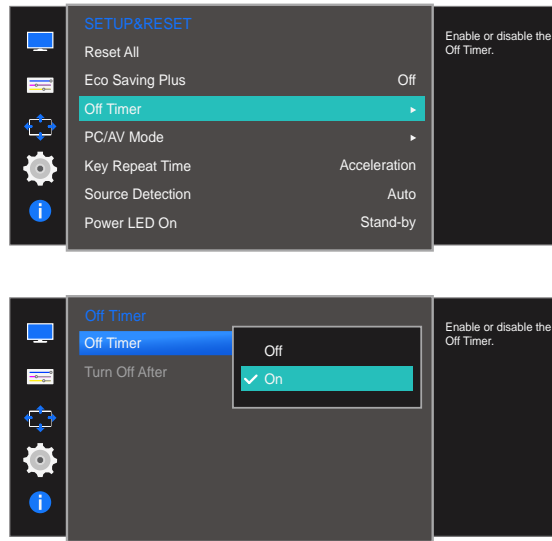 SETUP&RESET
Reset All
Eco Saving Plus Off
Off Timer
PC/AV Mode
Key Repeat Time Acceleration
Source Detection Auto
Power LED On Stand-by
Enable or disable the
Off Timer.
Off Timer
Off Timer
Turn Off After
Off
On
Enable or disable the
Off Timer.